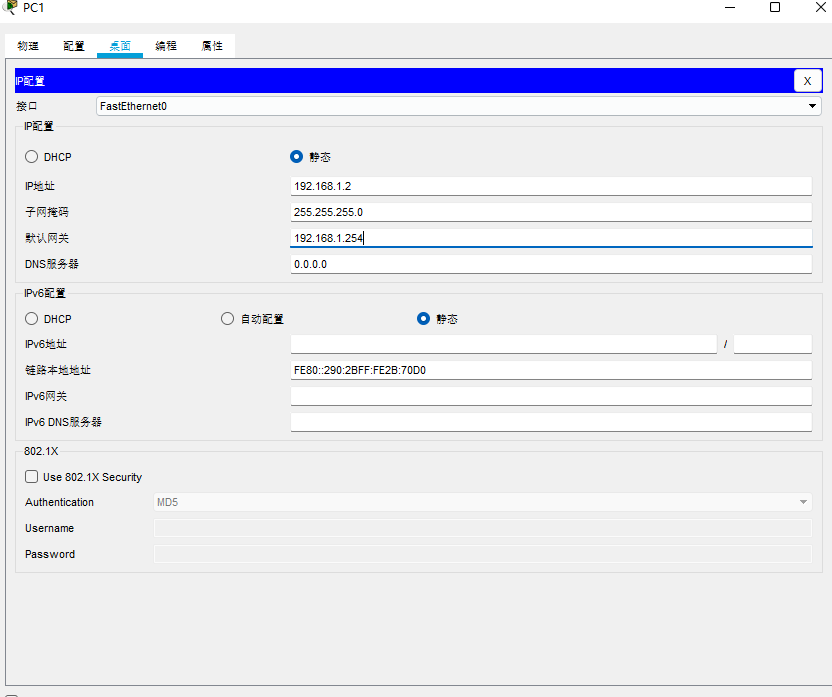 PC1
物理 配置 桌面 编程 属性
IP配置 X
接口 FastEthernet0
IP配置
DHCP 静态
IP地址 192.168.1.2
子网掩码 255.255.255.0
默认网关 192.168.1.254
DNS服务器 0.0.0.0
IPv6配置
DHCP 自动配置 静态
IPv6地址 /
链路本地地址 FE80::290:2BFF:FE2B:70D0
IPv6网关
IPv6 DNS服务器
802.1X
Use 802.1X Security
Authentication MD5
Username
Password